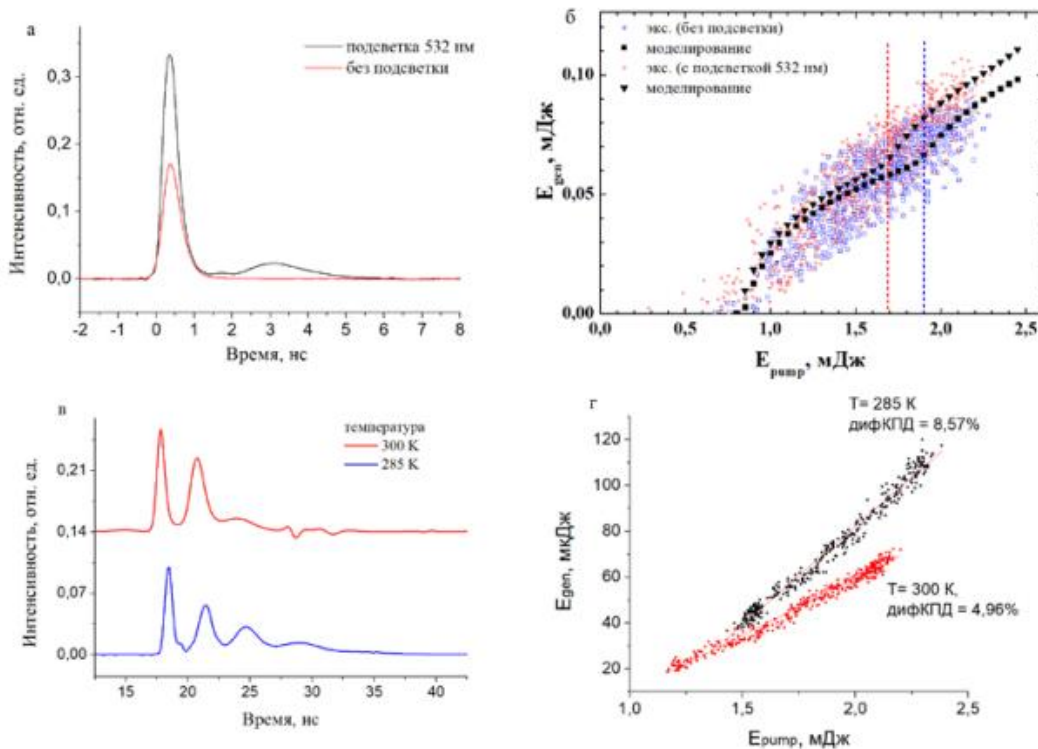 а
подсветка 532 нм
без подсветки
0,3
0,2
0,1
0,0
Интенсивность, отн. ед.
-2 -1 0 1 2 3 4 5 6 7 8
Время, нс
б
экс. (без подсветки)
моделирование
экс. (с подсветкой 532 нм)
моделирование
0,10
0,05
0,00
E gen, мДж
0,0 0,5 1,0 1,5 2,0 2,5
E pump, мДж
в
температура
300 K
285 K
0,21
0,14
0,07
0,00
Интенсивность, отн. ед.
15 20 25 30 35 40
Время, нс
г
T= 285 K
дифКПД = 8,57%
120
100
80
60
40
20
Egen, мкДж
T= 300 K,
дифКПД = 4,96%
1,0 1,5 2,0 2,5
Epump, мДж